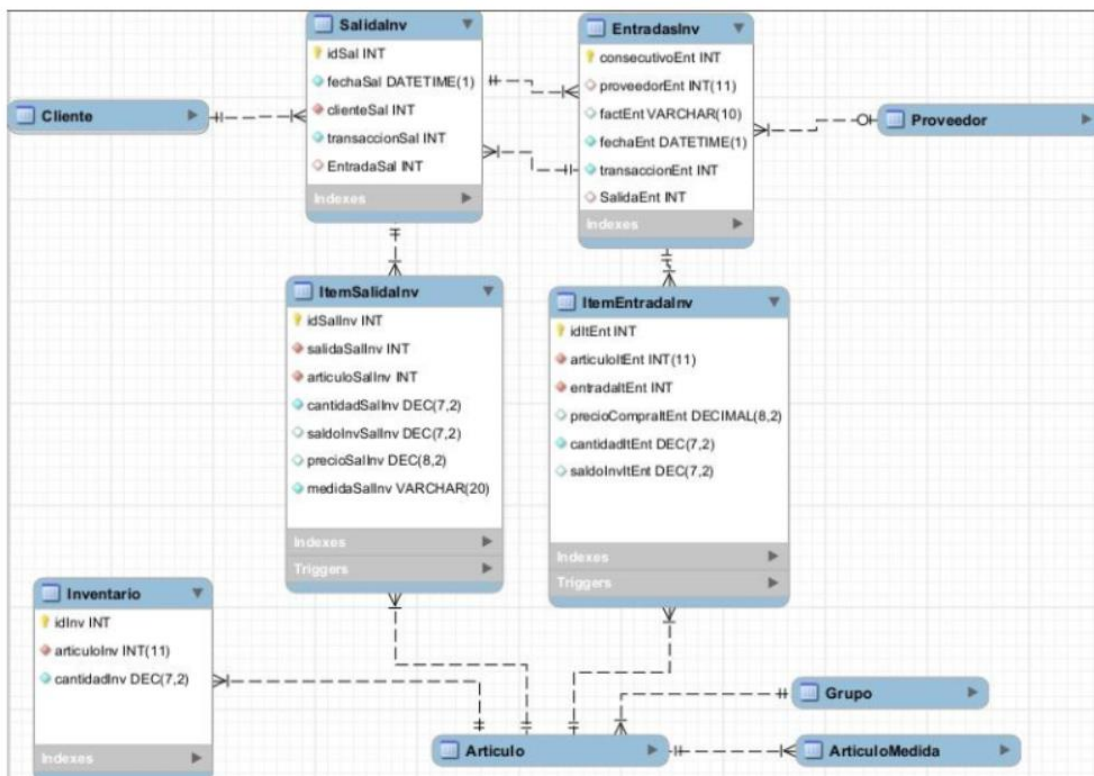 SalidaInv
idSal INT
fechaSal DATETIME(1)
clienteSal INT
transaccionSal INT
EntradaSal INT
Indexes
EntradasInv
consecutivoEnt INT
proveedorEnt INT(11)
factEnt VARCHAR(10)
fechaEnt DATETIME(1)
transaccionEnt INT
SalidaEnt INT
Indexes
Cliente
Proveedor
ItemSalidaInv
idSalInv INT
salidaSalInv INT
articuloSalInv INT
cantidadSalInv DEC(7,2)
saldoInvSalInv DEC(7,2)
precioSalInv DEC(8,2)
medidaSalInv VARCHAR(20)
Indexes
Triggers
ItemEntradaInv
idItEnt INT
articuloItEnt INT(11)
entradaItEnt INT
precioCompraItEnt DECIMAL(8,2)
cantidadItEnt DEC(7,2)
saldoInvItEnt DEC(7,2)
Indexes
Triggers
Inventario
idInv INT
articuloInv INT(11)
cantidadInv DEC(7,2)
Indexes
Grupo
Articulo
ArticuloMedida